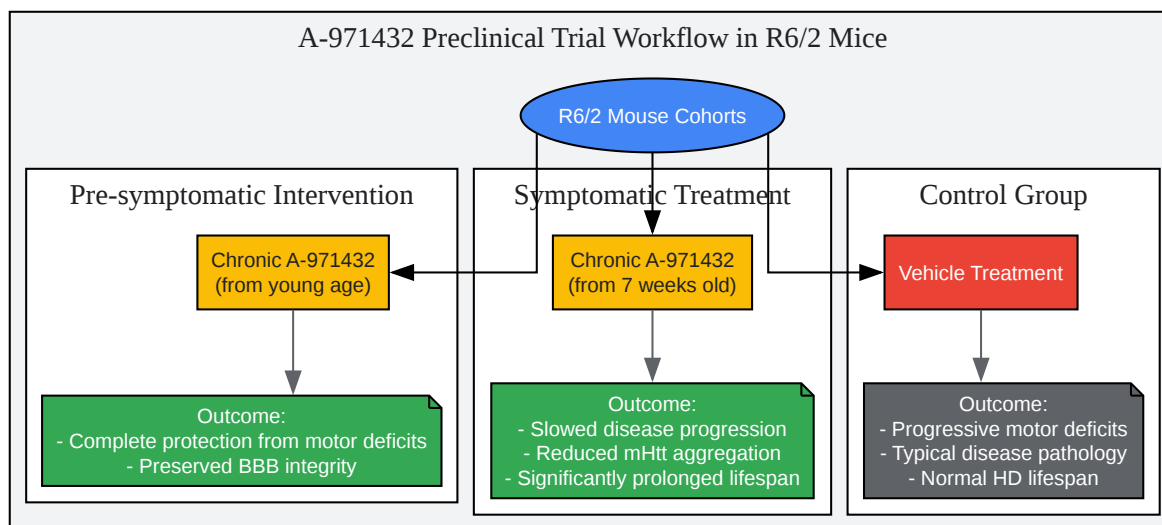 A-971432 Preclinical Trial Workflow in R6/2 Mice
R6/2 Mouse Cohorts
Pre-symptomatic Intervention
Chronic A-971432
(from young age)
Outcome:
- Complete protection from motor deficits
- Preserved BBB integrity
Symptomatic Treatment
Chronic A-971432
(from 7 weeks old)
Outcome:
- Slowed disease progression
- Reduced mHtt aggregation
- Significantly prolonged lifespan
Control Group
Vehicle Treatment
Outcome:
- Progressive motor deficits
- Typical disease pathology
- Normal HD lifespan